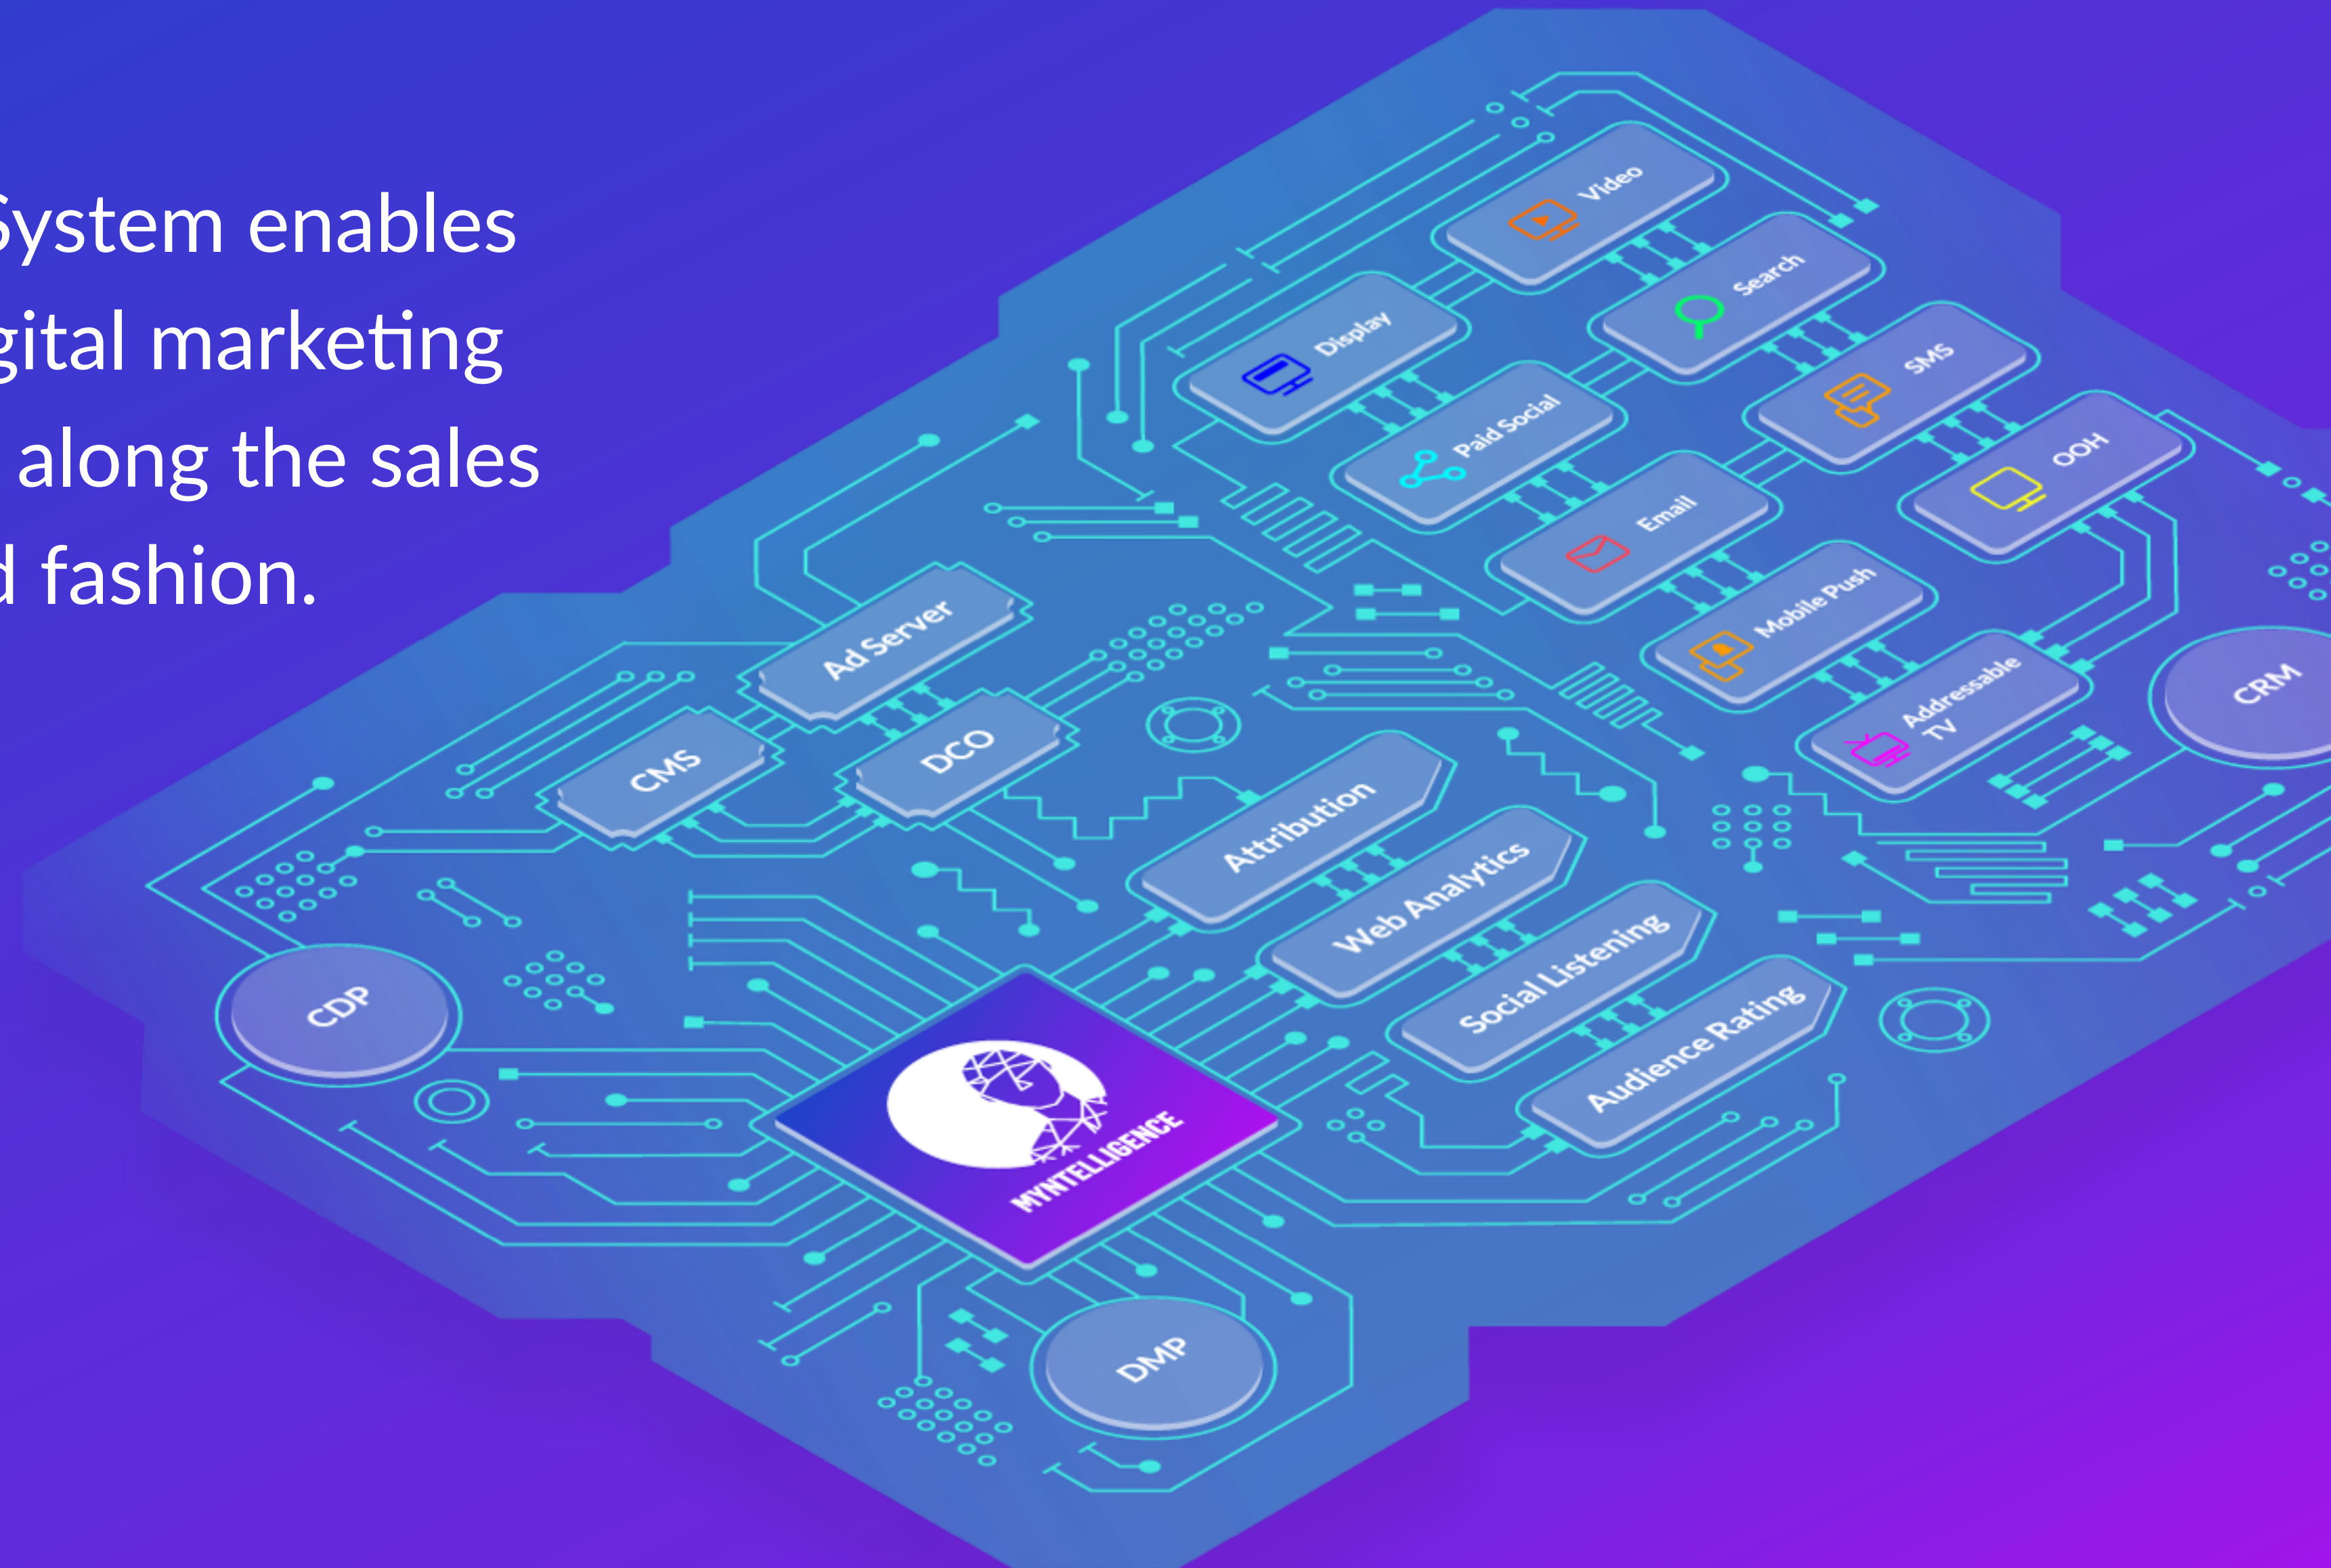 System enables
gital marketing
along the sales
d fashion.
Video
Search
Display
SMS
Paid Social
OOH
Email
Mobile Push
Addressable
TV
CRM
Ad Server
CMS
DCO
Attribution
Web Analytics
Social Listening
Audience Rating
CDP
MYNTELLIGENCE
DMP